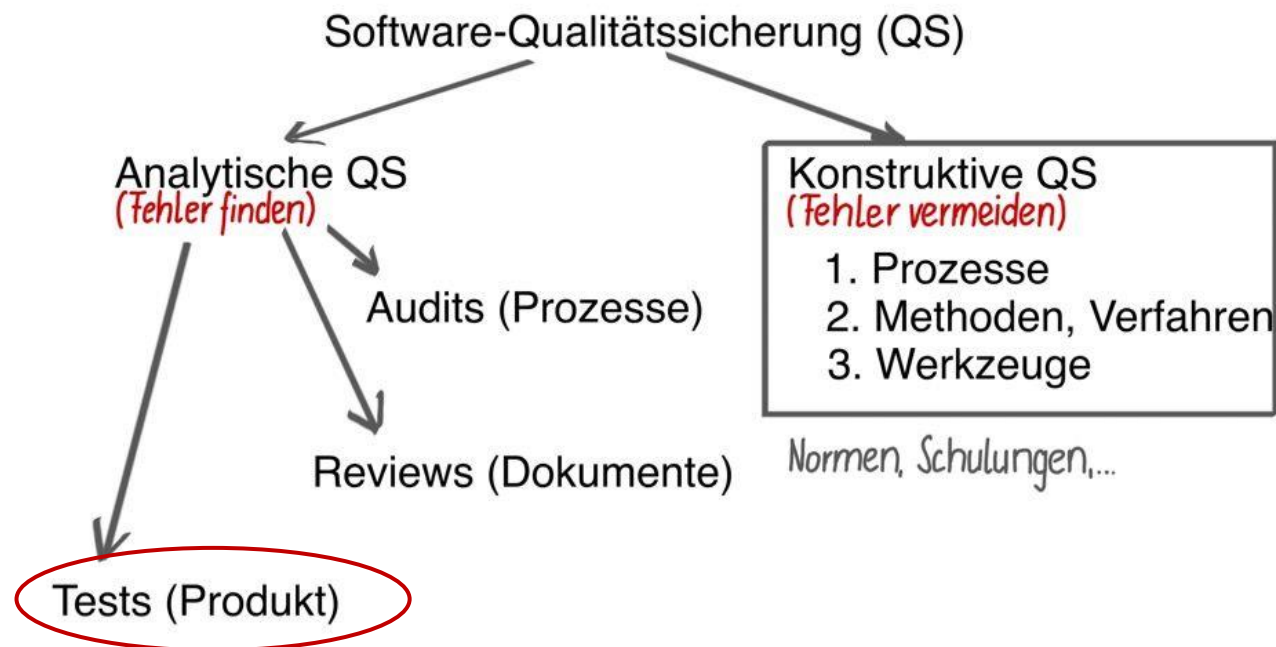 Software-Qualitätssicherung (QS)
Analytische QS
(Fehler finden)
Audits (Prozesse)
Reviews (Dokumente)
Tests (Produkt)
Konstruktive QS
(Fehler vermeiden)
1. Prozesse
2. Methoden, Verfahren
3. Werkzeuge
Normen, Schulungen,...